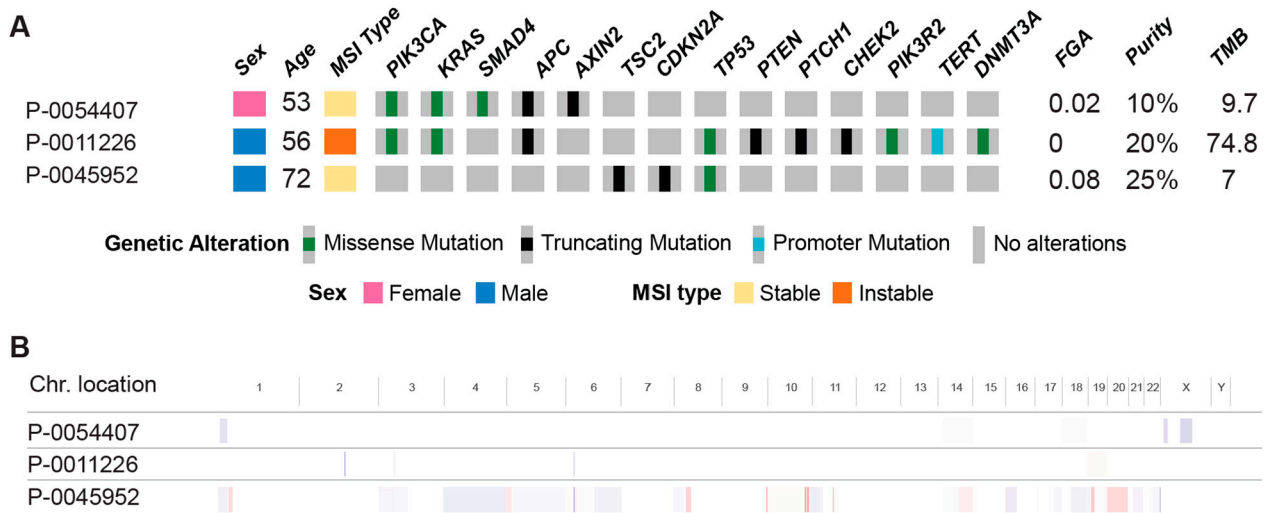 A
Sex Age MSI Type PIK3CA KRAS SMAD4 APC AXIN2 TSC2 CDKN2A TP53 PTEN PTCH1 CHEK2 PIK3R2 TERT DNMT3A FGA Purity TMB
P-0054407 53 0.02 10% 9.7
P-0011226 56 0 20% 74.8
P-0045952 72 0.08 25% 7
Genetic Alteration Missense Mutation Truncating Mutation Promoter Mutation No alterations
Sex Female Male MSI type Stable Instable
B
Chr. location 1 2 3 4 5 6 7 8 9 10 11 12 13 14 15 16 17 18 19 20 21 22 X Y
P-0054407
P-0011226
P-0045952